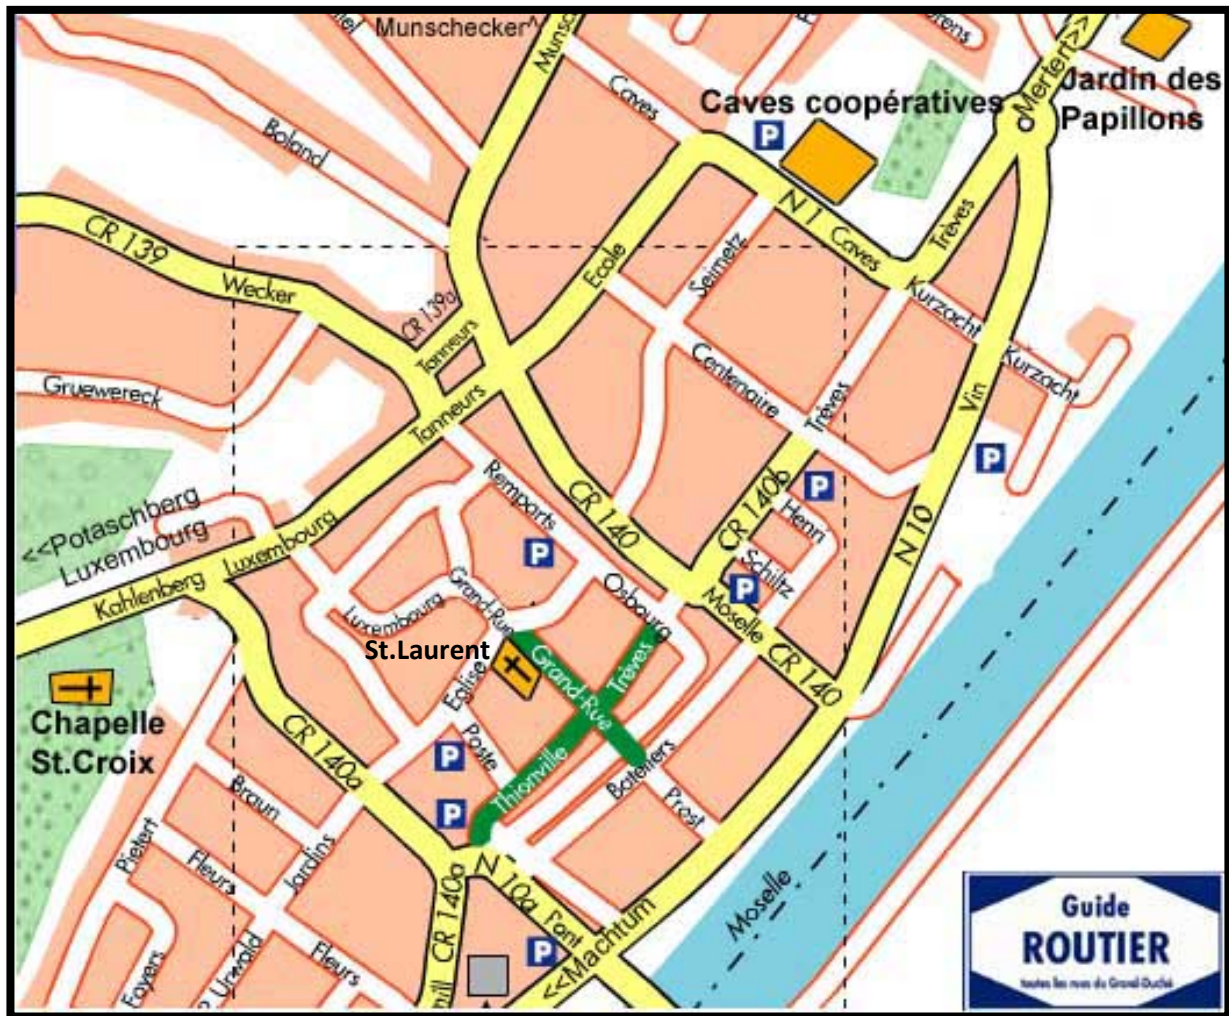 Munschecker^
Munsc
Caves
Mertert>>
Jardin des
Papillons
Caves coopératives
P
Boland
N 1
Caves
Trèves
CR 139
Wecker
Ecole
Seimetz
CR 139a
Tanneurs
Kurzacht
Kurzacht
Centenaire
Gruewereck
Tanneurs
Trèves
Vin
P
Remparts
CR 140
CR 140b
P
Henri
<<Potaschberg
Luxembourg
Luxembourg
P
N 10
Schiltz
P
Kahlenberg
Grand-Rue
Luxembourg
Osbourg
Moselle
CR 140
St.Laurent
Grand-Rue
Trèves
Eglise
Chapelle
St.Croix
CR 140a
P
Poste
Thionville
Bateliers
Braun
P
Prost
Pietert
Fleurs
Jardins
CR 140a
N 10a
Pont
Moselle
P
<<Machtum
Fleurs
Urwald
Foyers
Guide
ROUTIER
toutes les rues du Grand-Duché